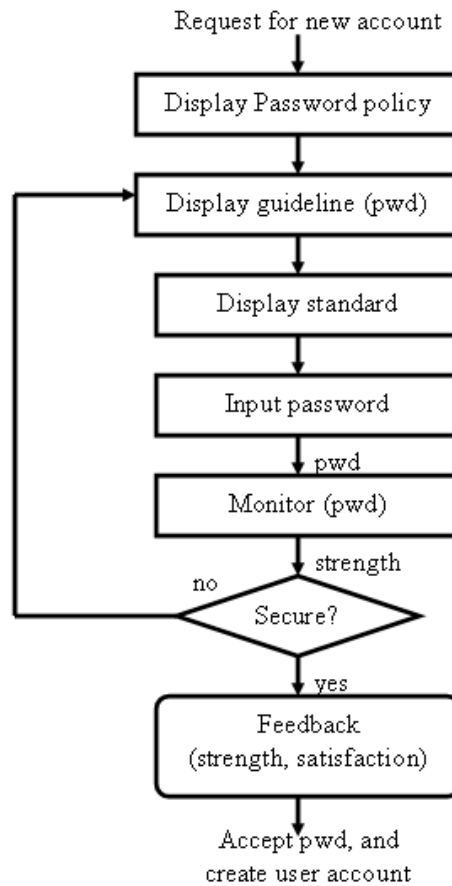 Request for new account
Display Password policy
Display guideline (pwd)
Display standard
Input password
pwd
Monitor (pwd)
strength
no
Secure?
yes
Feedback
(strength, satisfaction)
Accept pwd, and
create user account